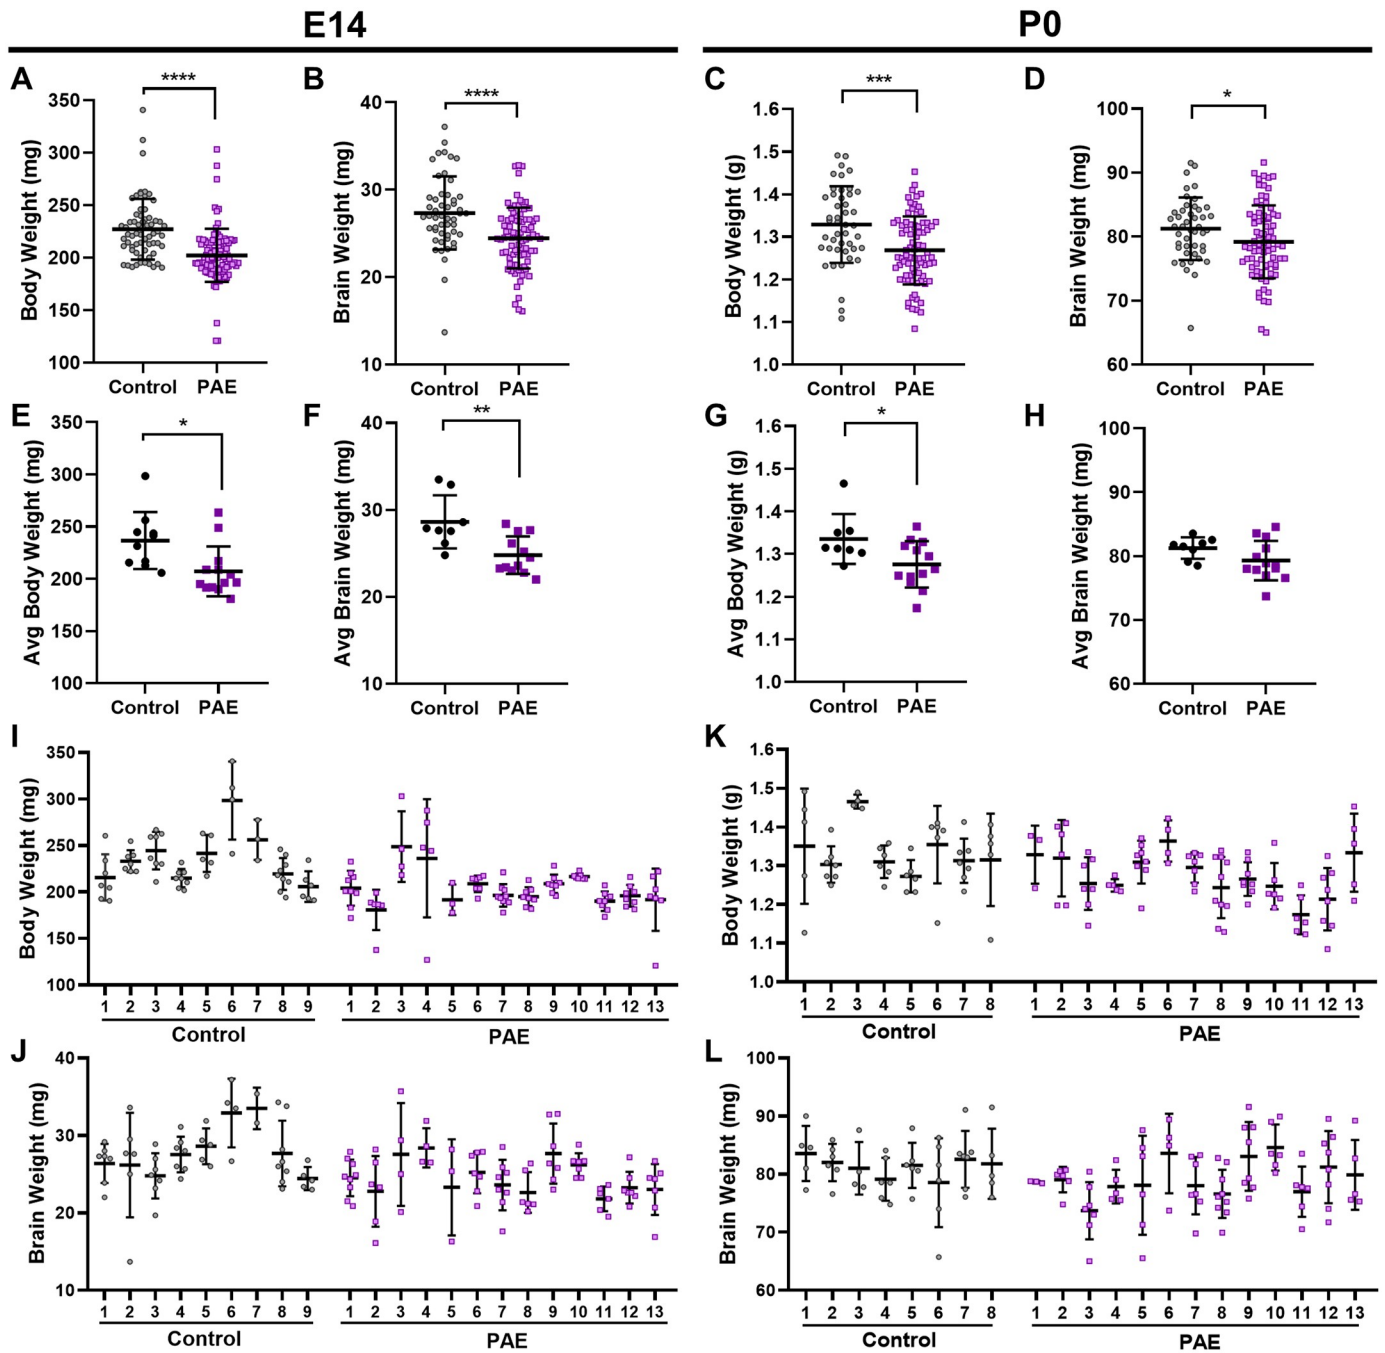 E14
P0
A
****
350
300
250
200
150
100
Body Weight (mg)
Control PAE
B
****
40
30
20
10
Brain Weight (mg)
Control PAE
C
***
1.6
1.5
1.4
1.3
1.2
1.1
1.0
Body Weight (g)
Control PAE
D
*
100
90
80
70
60
Brain Weight (mg)
Control PAE
E
*
350
300
250
200
150
100
Avg Body Weight (mg)
Control PAE
F
**
40
30
20
10
Avg Brain Weight (mg)
Control PAE
G
*
1.6
1.5
1.4
1.3
1.2
1.1
1.0
Avg Body Weight (g)
Control PAE
H
100
90
80
70
60
Avg Brain Weight (mg)
Control PAE
I
350
300
250
200
150
100
Body Weight (mg)
1 2 3 4 5 6 7 8 9 1 2 3 4 5 6 7 8 9 10 11 12 13
Control PAE
K
1.6
1.5
1.4
1.3
1.2
1.1
1.0
Body Weight (g)
1 2 3 4 5 6 7 8 1 2 3 4 5 6 7 8 9 10 11 12 13
Control PAE
J
40
30
20
10
Brain Weight (mg)
1 2 3 4 5 6 7 8 9 1 2 3 4 5 6 7 8 9 10 11 12 13
Control PAE
L
100
90
80
70
60
Brain Weight (mg)
1 2 3 4 5 6 7 8 1 2 3 4 5 6 7 8 9 10 11 12 13
Control PAE